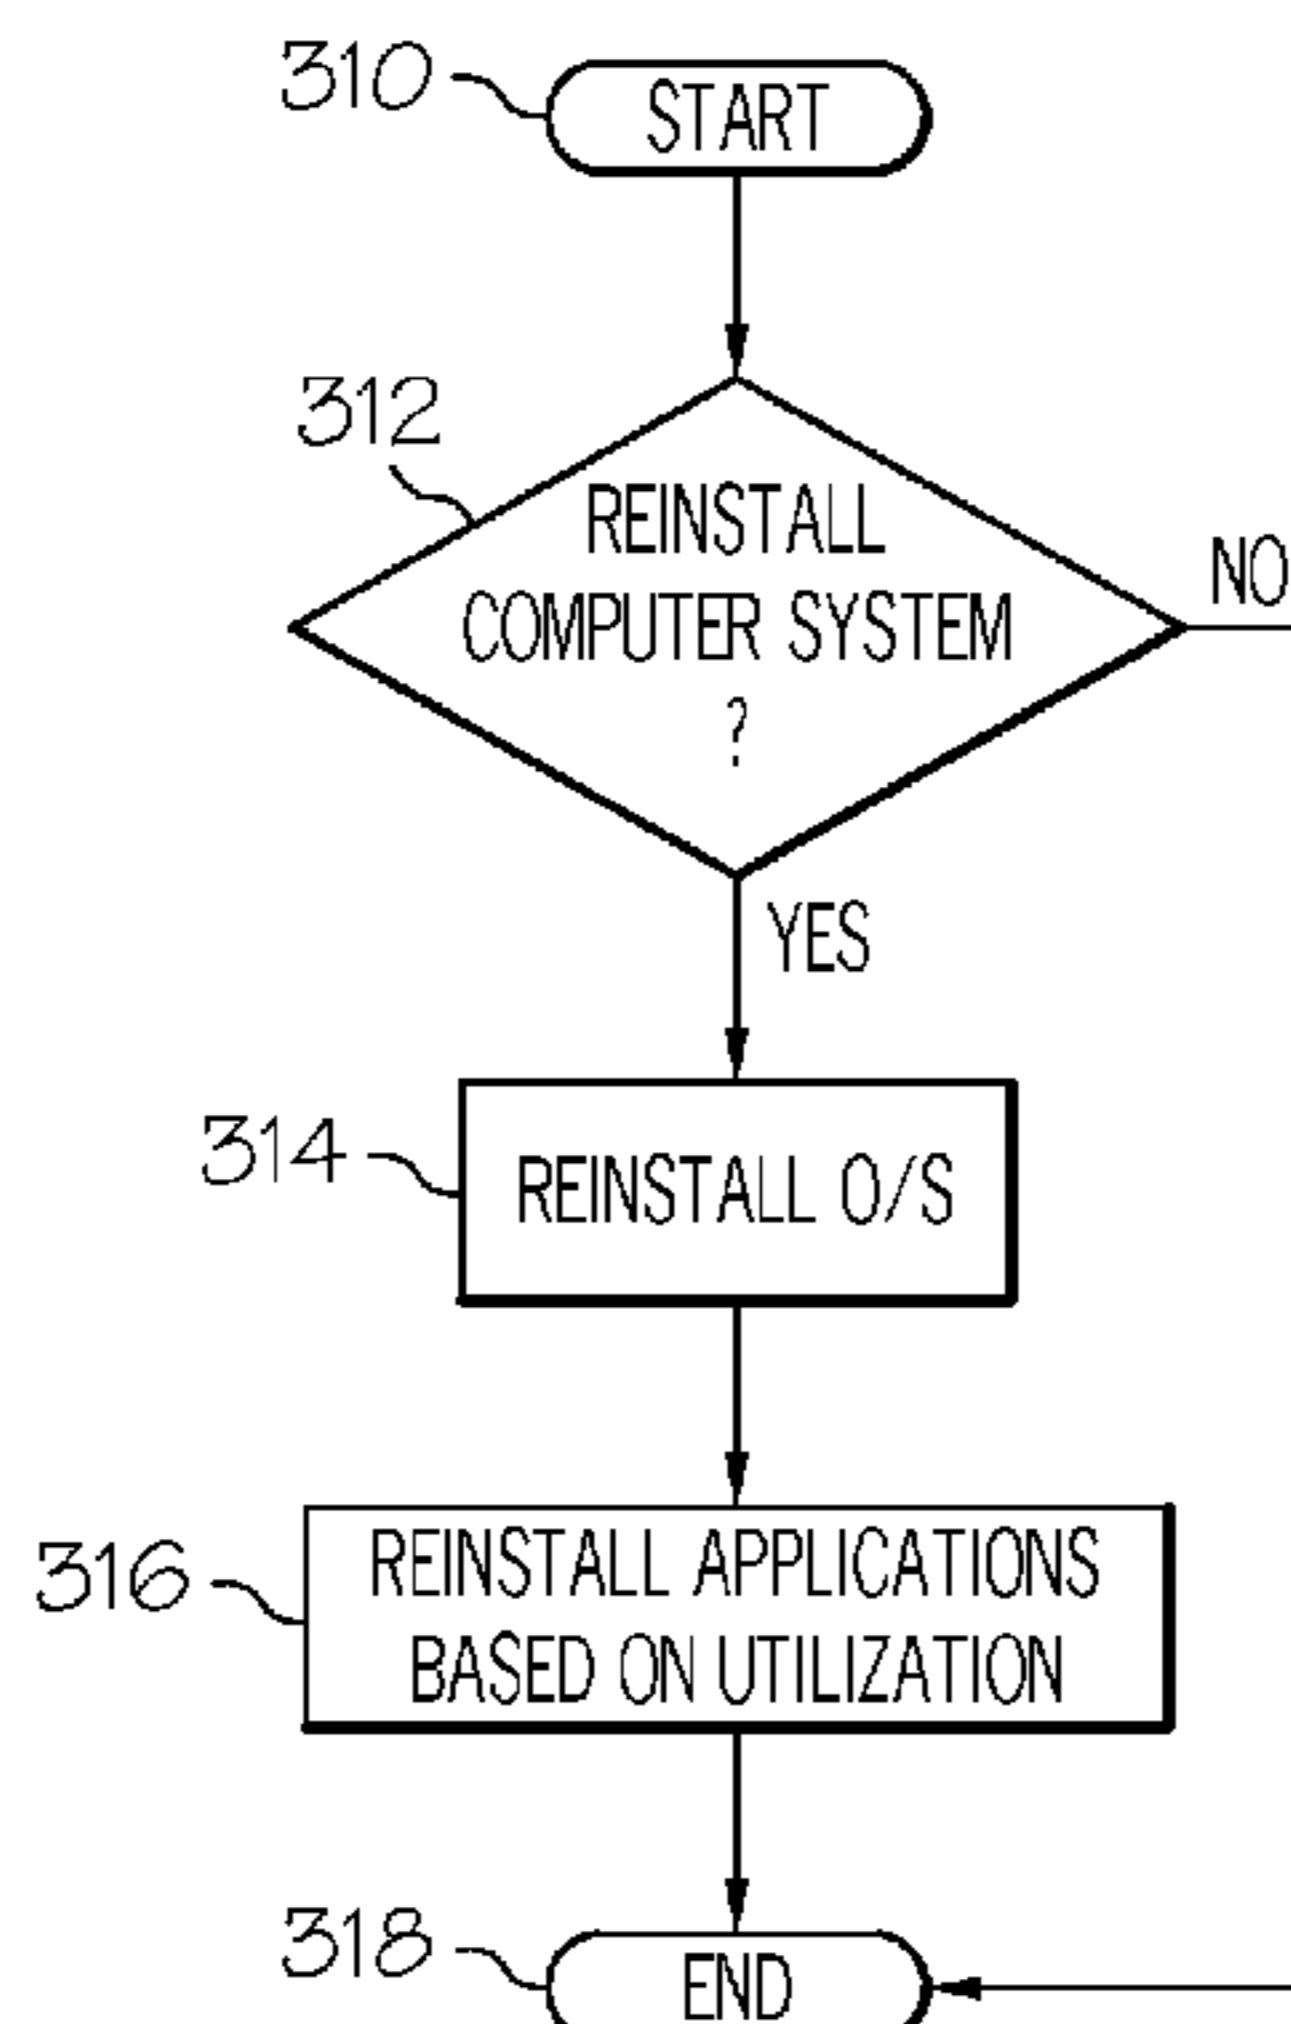 310
START
312
REINSTALL
COMPUTER SYSTEM
?
NO
YES
314
REINSTALL O/S
316
REINSTALL APPLICATIONS
BASED ON UTILIZATION
318
END